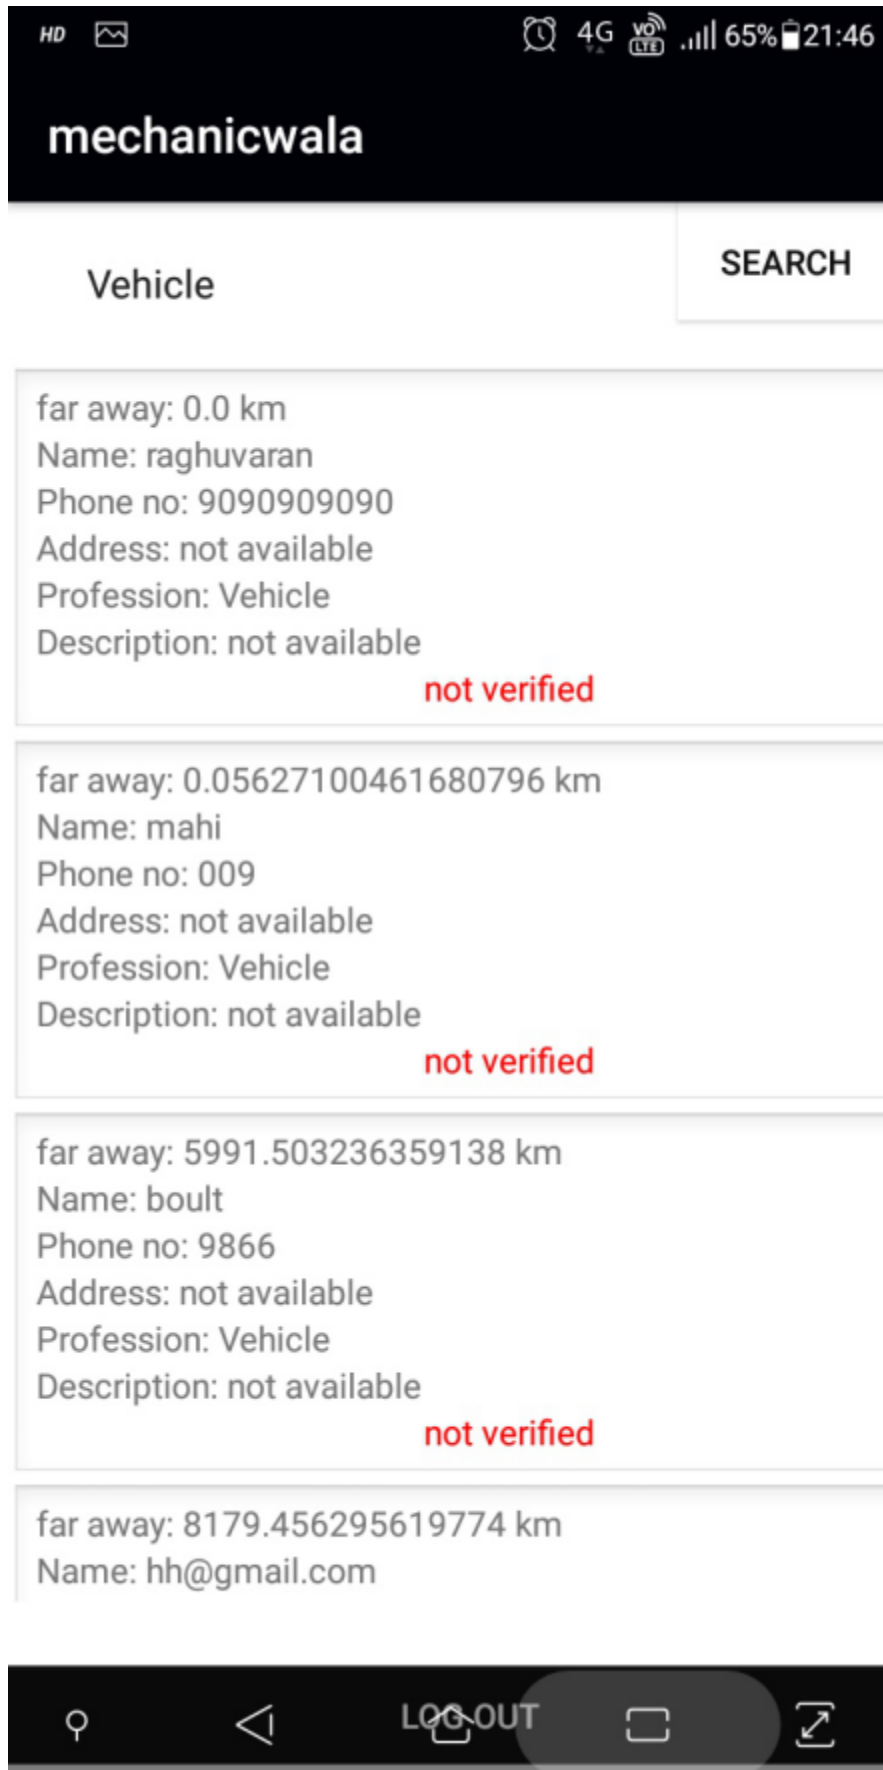 HD 4G VO LTE 65% 21:46
mechanicwala
Vehicle
SEARCH
far away: 0.0 km
Name: raghuvaran
Phone no: 9090909090
Address: not available
Profession: Vehicle
Description: not available
not verified
far away: 0.05627100461680796 km
Name: mahi
Phone no: 009
Address: not available
Profession: Vehicle
Description: not available
not verified
far away: 5991.503236359138 km
Name: boult
Phone no: 9866
Address: not available
Profession: Vehicle
Description: not available
not verified
far away: 8179.456295619774 km
Name: hh@gmail.com
LOG OUT